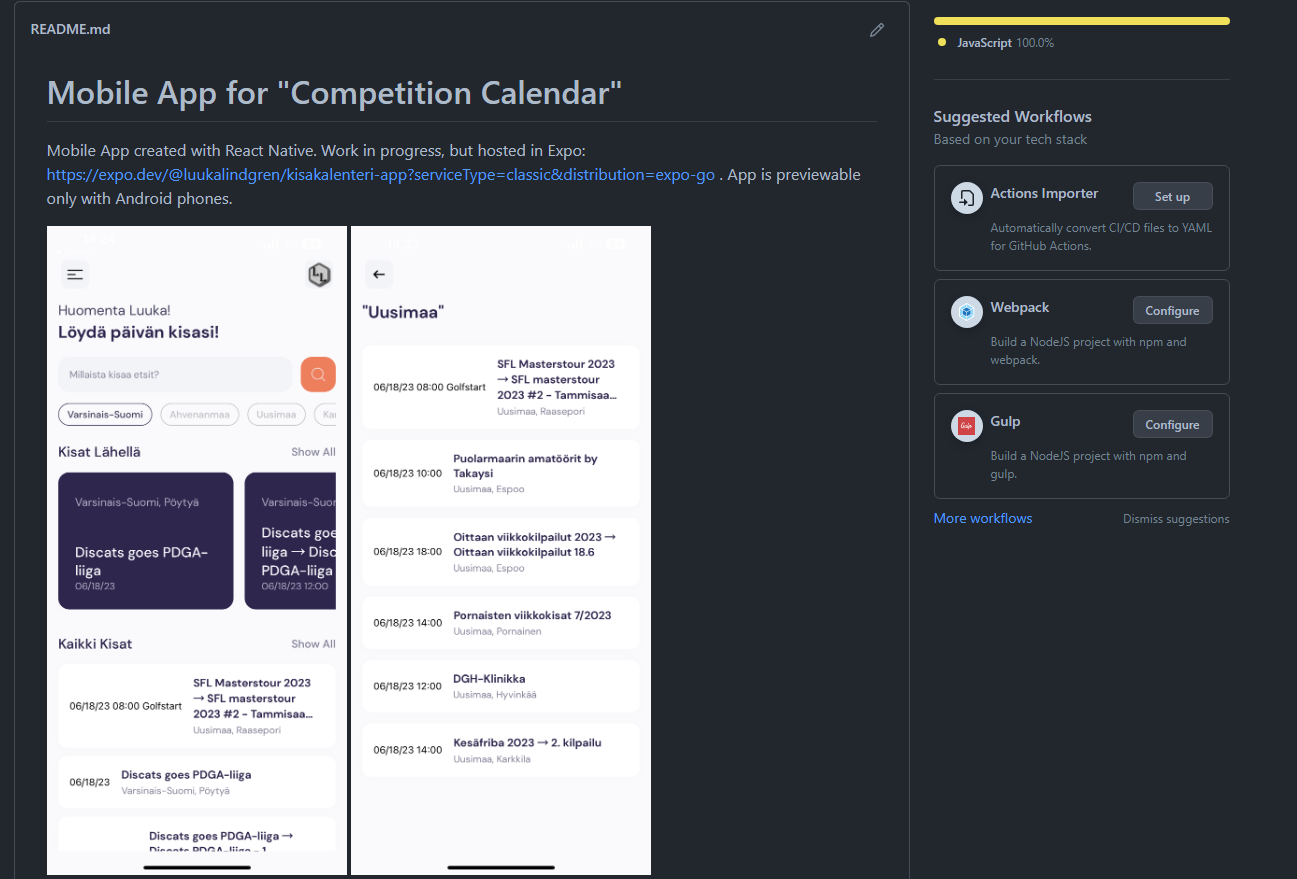 README.md
Mobile App for "Competition Calendar"
Mobile App created with React Native. Work in progress, but hosted in Expo:
https://expo.dev/@luukalindgren/kisakalenteri-app?serviceType=classic&distribution=expo-go . App is previewable
only with Android phones.
Huomenta Luuka!
Löydä päivän kisasi!
Millaista kisaa etsit?
Varsinais-Suomi
Ahvenanmaa
Uusimaa
Kisat Lähellä
Show All
Varsinais-Suomi, Pöytyä
Discats goes PDGA-
liiga
06/18/23
Varsinais-Suor
Discats goe
liiga → Disc
PDGA-liiga
06/18/23 12:00
Kaikki Kisat
Show All
06/18/23 08:00 Golfstart
SFL Masterstour 2023
→ SFL masterstour
2023 #2 - Tammisaa...
Uusimaa, Raasepori
06/18/23
Discats goes PDGA-liiga
Varsinais-Suomi, Pöytyä
Discats goes PDGA-liiga →
Discats PDGA-liiga - 1
"Uusimaa"
06/18/23 08:00 Golfstart
SFL Masterstour 2023
→ SFL masterstour
2023 #2 - Tammisaa...
Uusimaa, Raasepori
06/18/23 10:00
Puolarmaarin amatöörit by
Takaysi
Uusimaa, Espoo
06/18/23 18:00
Oittaan viikkokilpailut 2023 →
Oittaan viikkokilpailut 18.6
Uusimaa, Espoo
06/18/23 14:00
Pornaisten viikkokisat 7/2023
Uusimaa, Pornainen
06/18/23 12:00
DGH-Klinikka
Uusimaa, Hyvinkää
06/18/23 14:00
Kesäfriba 2023 → 2. kilpailu
Uusimaa, Karkkila
JavaScript 100.0%
Suggested Workflows
Based on your tech stack
Actions Importer
Set up
Automatically convert CI/CD files to YAML
for GitHub Actions.
Webpack
Configure
Build a NodeJS project with npm and
webpack.
Gulp
Configure
Build a NodeJS project with npm and
gulp.
More workflows
Dismiss suggestions